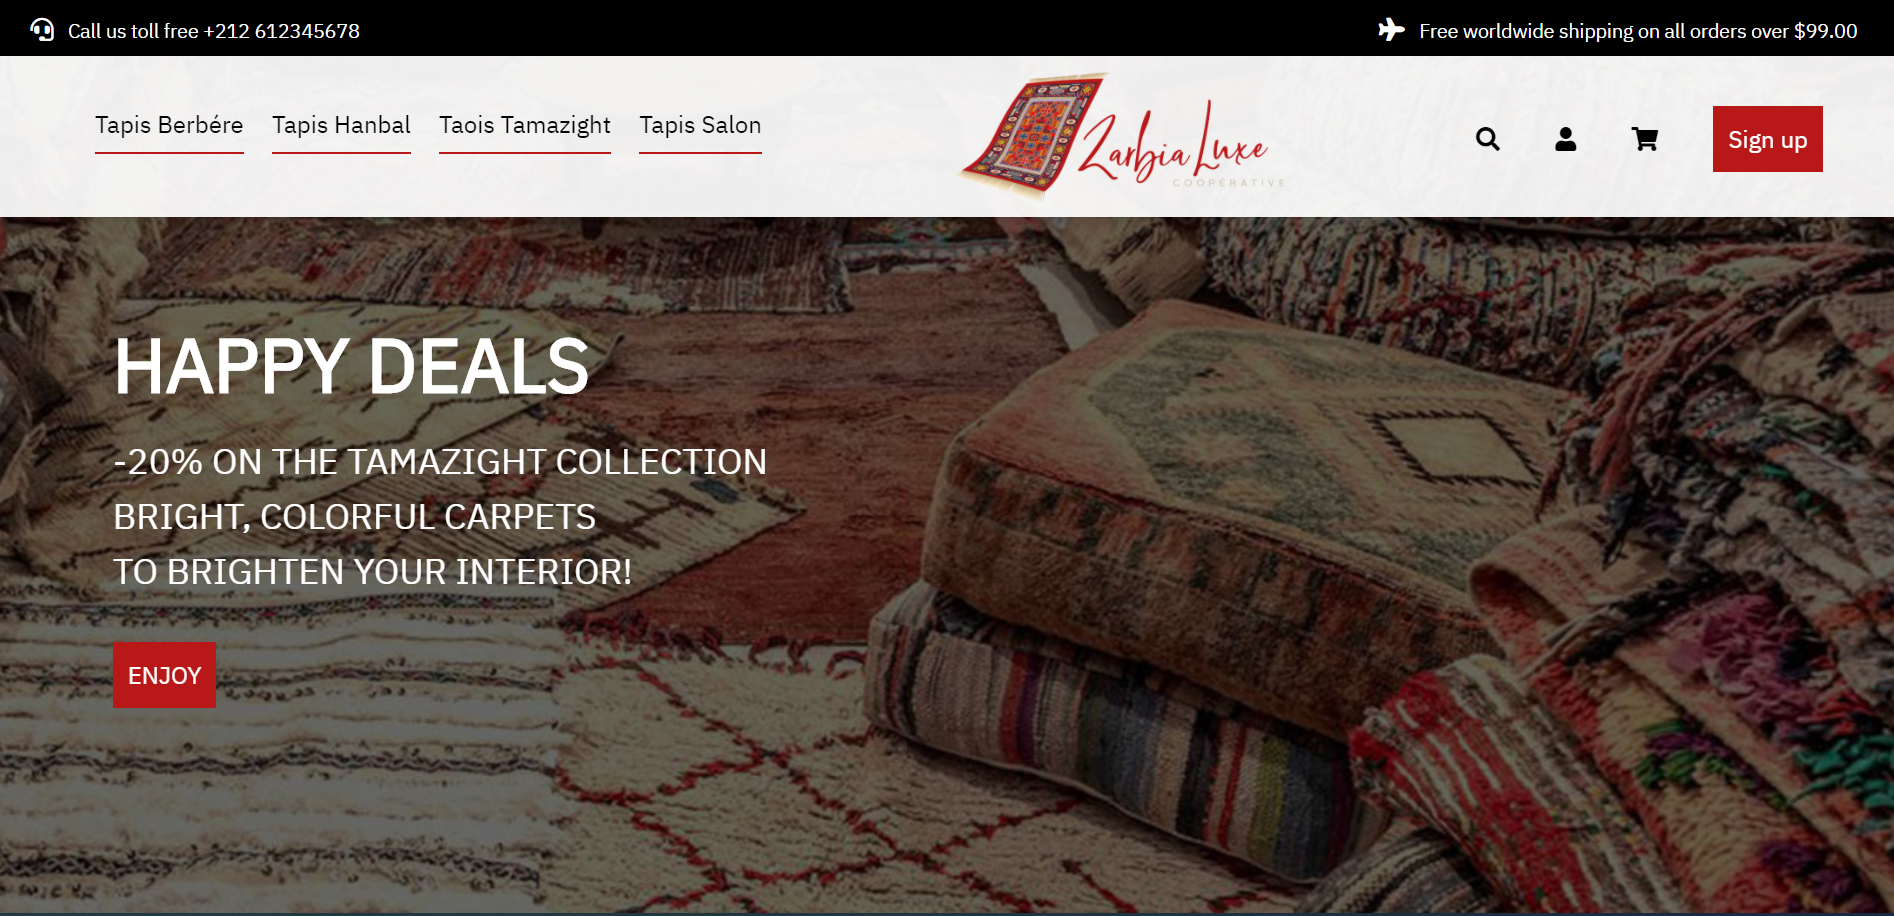 Call us toll free +212 612345678
Free worldwide shipping on all orders over $99.00
Tapis Berbére
Tapis Hanbal
Taois Tamazight
Tapis Salon
Zarbia Luxe
COOPERATIVE
Sign up
HAPPY DEALS
-20% ON THE TAMAZIGHT COLLECTION
BRIGHT, COLORFUL CARPETS
TO BRIGHTEN YOUR INTERIOR!
ENJOY